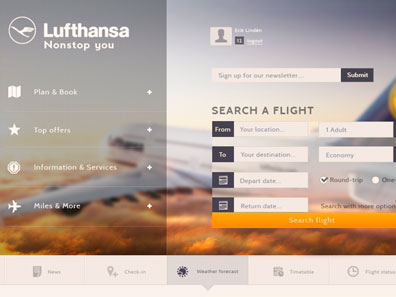 Lufthansa
Nonstop you
Plan & Book
Top offers
Information & Services
Miles & More
Eric Linden
12 logout
Sign up for our newsletter... Submit
SEARCH A FLIGHT
From Your location... 1 Adult
To Your destination... Economy
Depart date... Round-trip One
Return date... Search with more option
Search flight
News Check-in Weather forecast Timetable Flight status